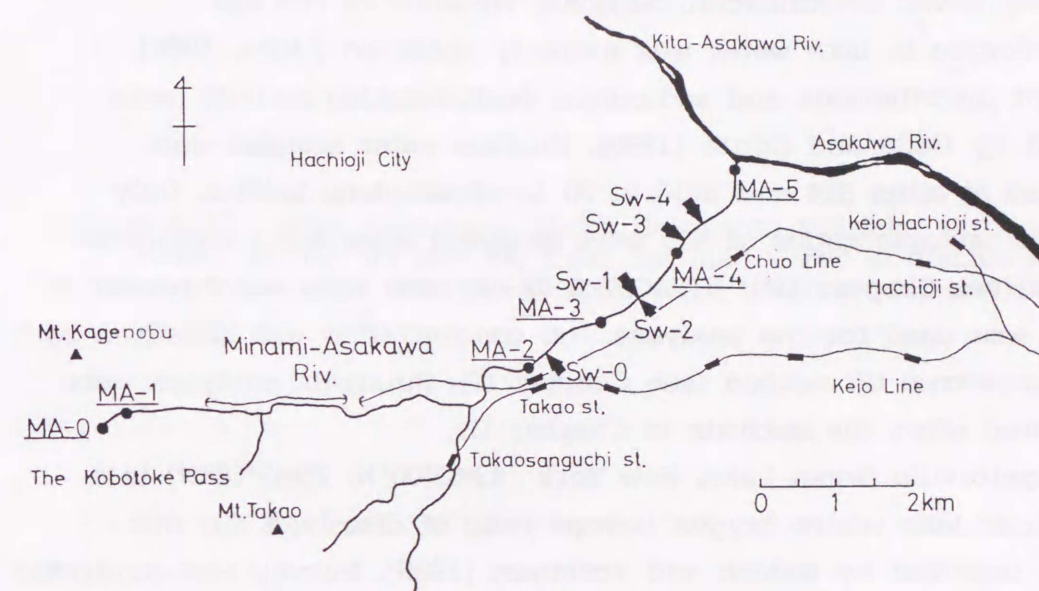 Kita-Asakawa Riv.
4
Hachioji City
Asakawa Riv.
MA-5
Sw-4
Sw-3
Keio Hachioji st.
MA-4
Chuo Line
Sw-1
Hachioji st.
MA-3
Sw-2
Mt.Kagenobu
Minami-Asakawa
Riv.
MA-2
Sw-0
MA-1
Keio Line
Takao st.
MA-0
Takaosanguchi st.
The Kobotoke Pass
Mt.Takao
0 1 2km